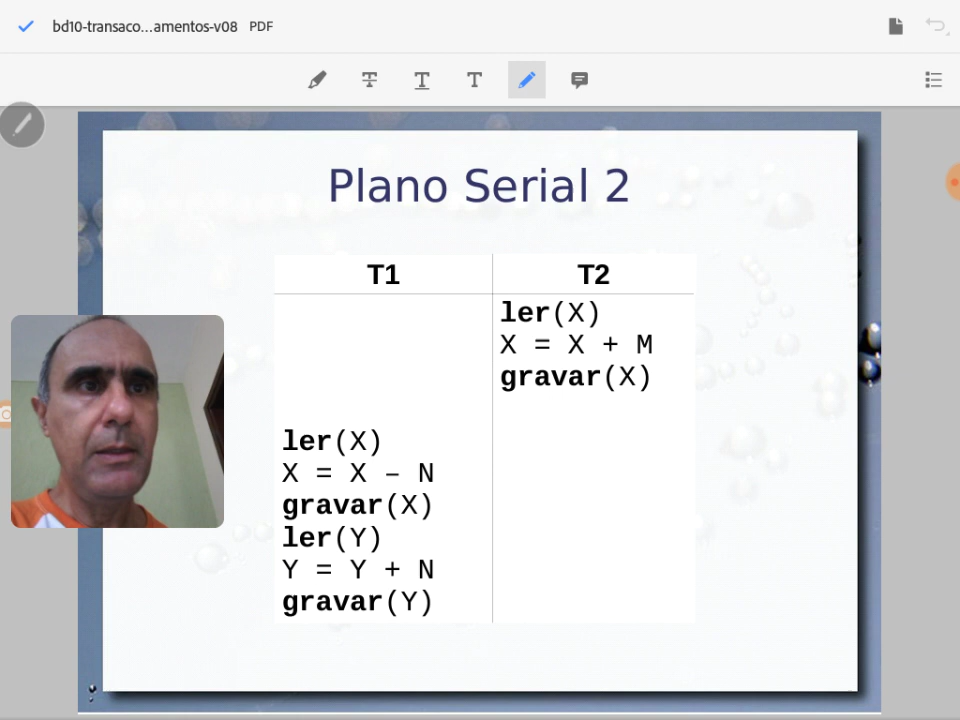 bd10-transaco...amentos-v08 PDF
T T T
Plano Serial 2
T1 T2
ler(X)
X = X + M
gravar(X)
ler(X)
X = X – N
gravar(X)
ler(Y)
Y = Y + N
gravar(Y)